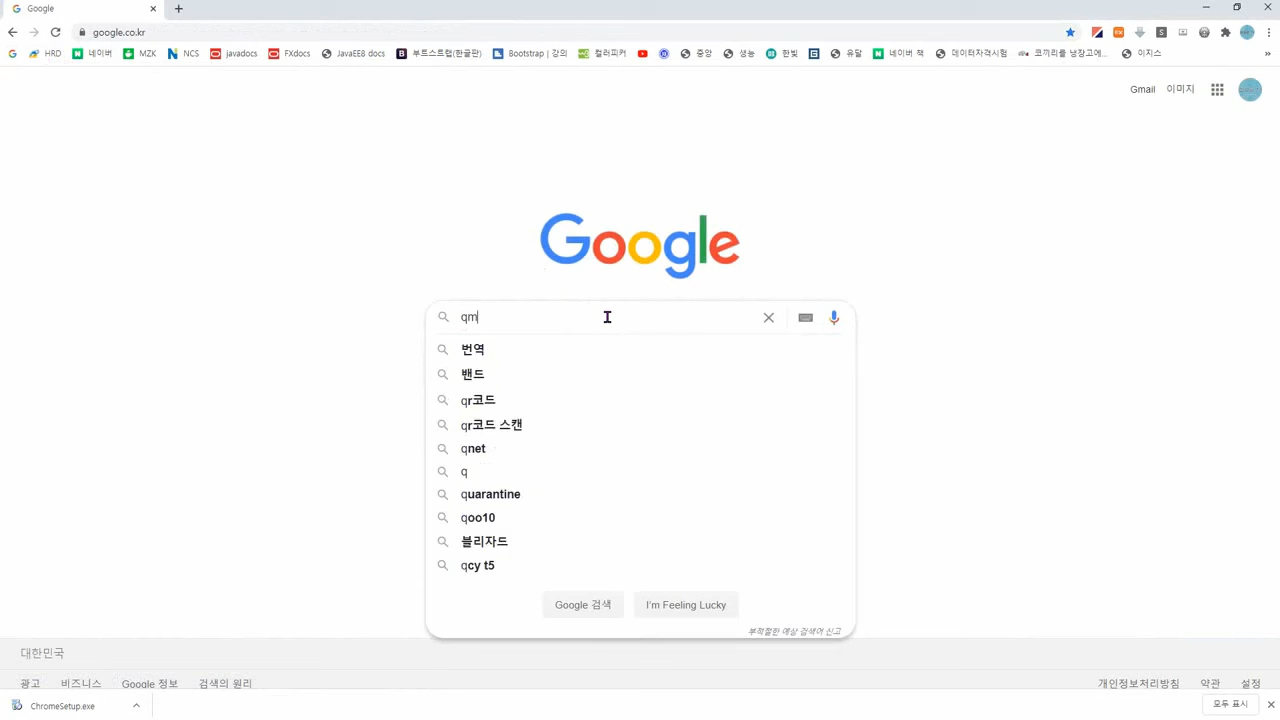 Google
google.co.kr
HRD 네이버 MZK NCS javadocs FXdocs JavaEE8 docs 부트스트랩(한글판) Bootstrap | 강의 컬러피커 중앙 생능 한빛 유달 네이버 책 데이터자격시험 코끼리를 냉장고에... 이지스 »
Gmail 이미지
Google
qm
번역
밴드
qr코드
qr코드 스캔
qnet
q
quarantine
qoo10
블리자드
qcy t5
Google 검색 I'm Feeling Lucky
부적절한 예상 검색어 신고
대한민국
광고 비즈니스 Google 정보 검색의 원리 개인정보처리방침 약관 설정
ChromeSetup.exe 모두 표시